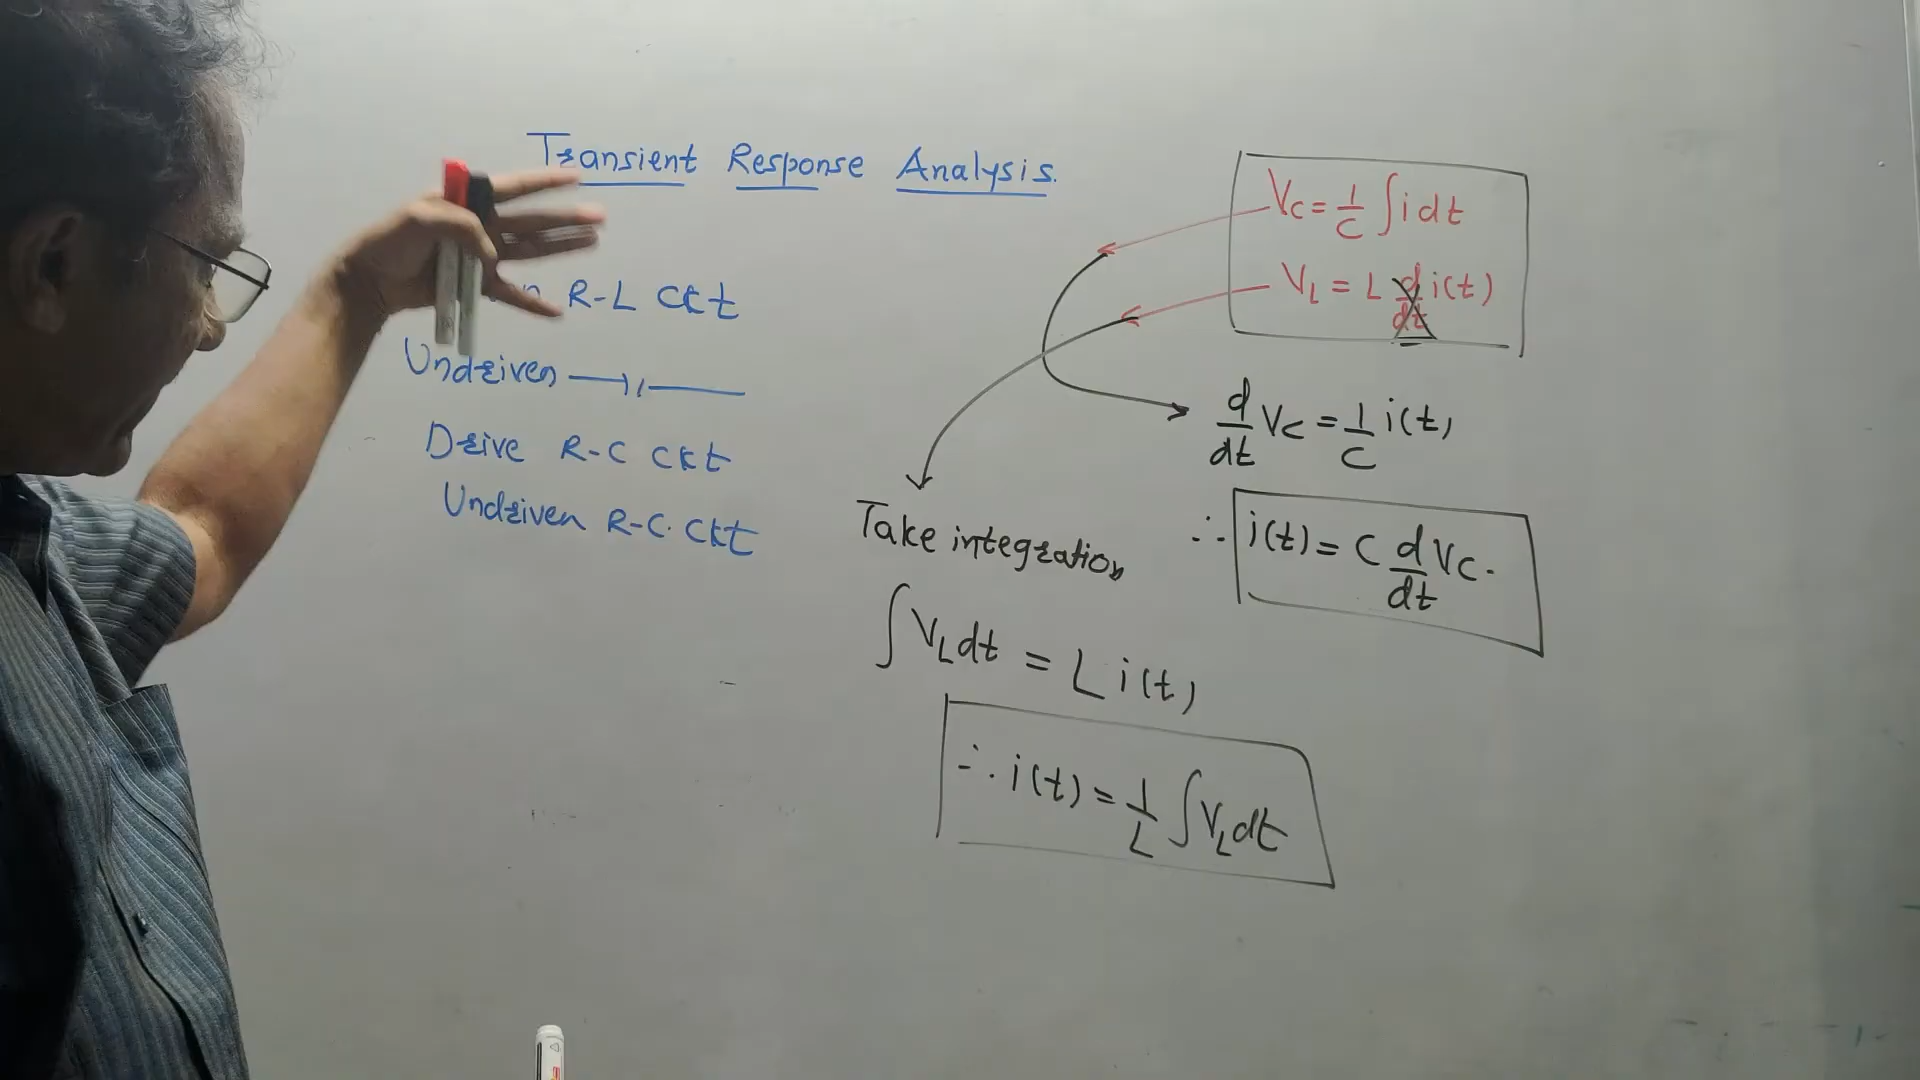 Transient Response Analysis.
R-L Ckt
Undriven —〃—
Drive R-C Ckt
Undriven R-C. Ckt
Vc = 1/C ∫ i dt
VL = L d/dt i(t)
d/dt Vc = 1/C i(t)
∴ i(t) = C d/dt Vc.
Take integration
∫ VL dt = L i(t)
∴ i(t) = 1/L ∫ VL dt